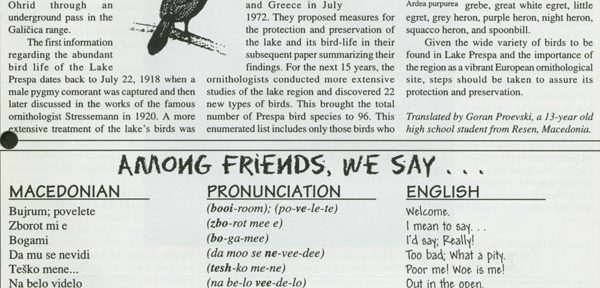 Ohrid through an
underground pass in the
Galičica range.
The first information
regarding the abundant
bird life of the Lake
Prespa dates back to July 22, 1918 when a
male pygmy comorant was captured and then
later discussed in the works of the famous
ornithologist Stressemann in 1920. A more
extensive treatment of the lake's birds was
and Greece in July
1972. They proposed measures for
the protection and preservation of
the lake and its bird-life in their
subsequent paper summarizing their
findings. For the next 15 years, the
ornithologists conducted more extensive
studies of the lake region and discovered 22
new types of birds. This brought the total
number of Prespa bird species to 96. This
enumerated list includes only those birds who
Ardea purpurea
grebe, great white egret, little
egret, grey heron, purple heron, night heron,
squacco heron, and spoonbill.
Given the wide variety of birds to be
found in Lake Prespa and the importance of
the region as a vibrant European ornithological
site, steps should be taken to assure its
protection and preservation.
Translated by Goran Proevski, a 13-year old
high school student from Resen, Macedonia.
AMONG FRIENDS, WE SAY . . .
MACEDONIAN
PRONUNCIATION
ENGLISH
Bujrum; povelete
(booi-room); (po-ve-le-te)
Welcome.
Zborot mi e
(zbo-rot mee e)
I mean to say. . .
Bogami
(bo-ga-mee)
I'd say; Really!
Da mu se nevidi
(da moo se ne-vee-dee)
Too bad; What a pity.
Teško mene...
(tesh-ko me-ne)
Poor me! Woe is me!
Na belo videlo
(na be-lo vee-de-lo)
Out in the open.